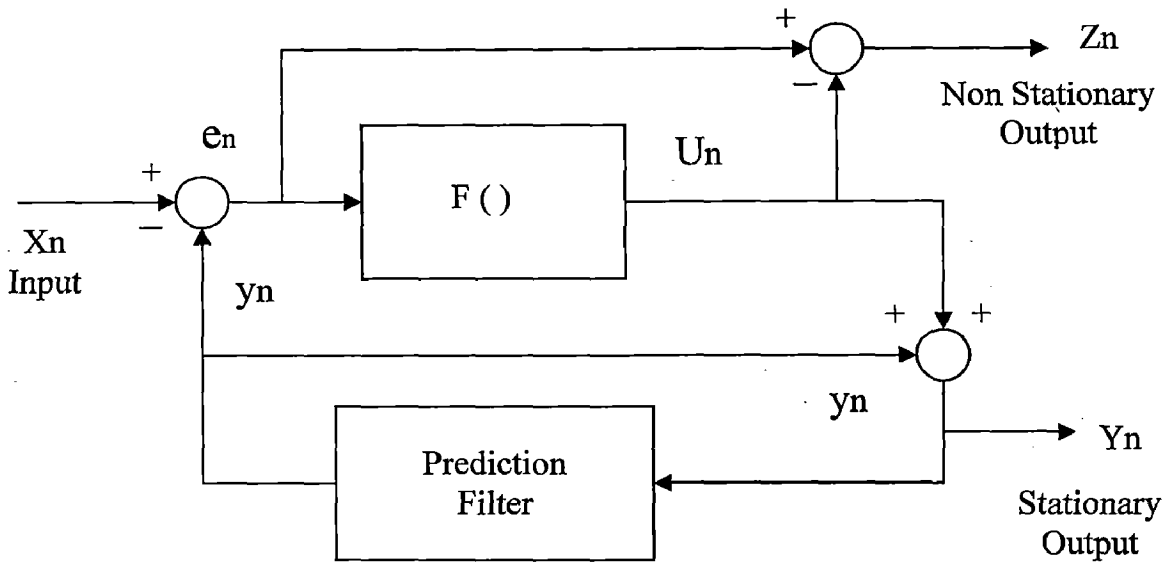 +
Zn
−
Non Stationary
Output
en
Un
+
F ( )
−
Xn
Input
yn
+ +
yn
Prediction
Filter
Yn
Stationary
Output